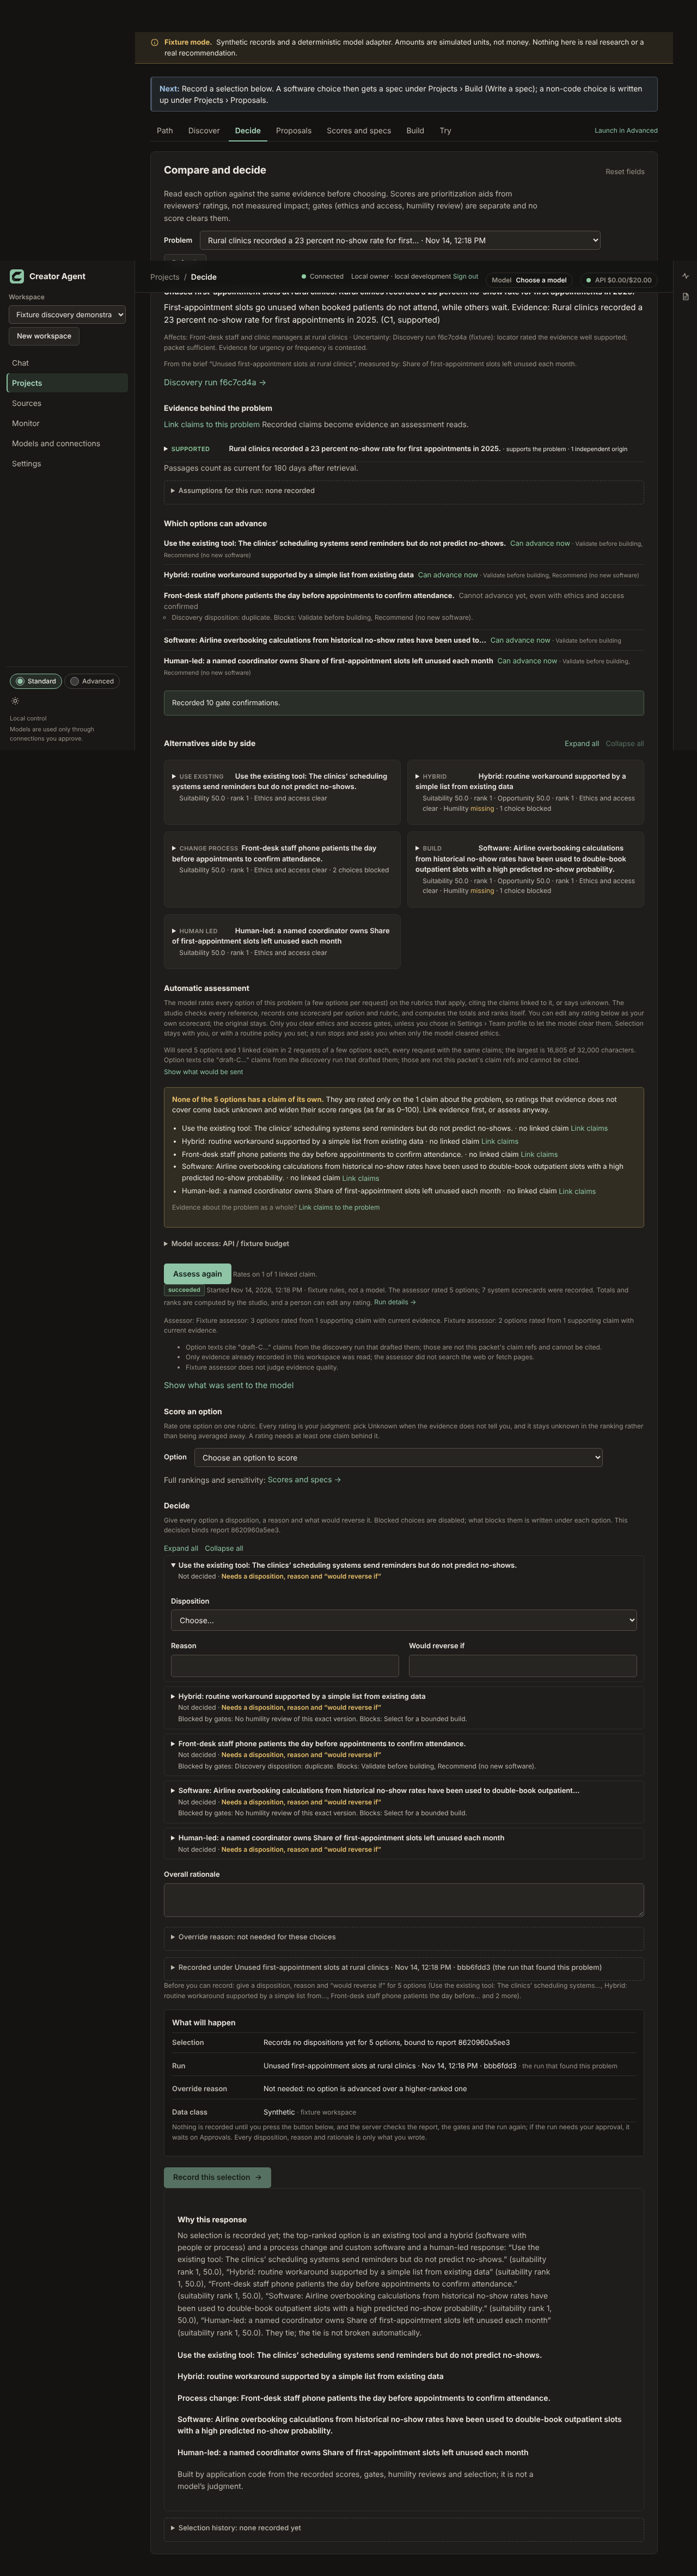 Fixture mode. Synthetic records and a deterministic model adapter. Amounts are simulated units, not money. Nothing here is real research or a
real recommendation.
Next: Record a selection below. A software choice then gets a spec under Projects › Build (Write a spec); a non-code choice is written
up under Projects › Proposals.
Path Discover Decide Proposals Scores and specs Build Try Launch in Advanced
Compare and decide Reset fields
Read each option against the same evidence before choosing. Scores are prioritization aids from
reviewers’ ratings, not measured impact; gates (ethics and access, humility review) are separate and no
score clears them.
Problem Rural clinics recorded a 23 percent no-show rate for first… · Nov 14, 12:18 PM
Creator Agent
Workspace
Fixture discovery demonstra
New workspace
Chat
Projects
Sources
Monitor
Models and connections
Settings
Standard Advanced
Local control
Models are used only through
connections you approve.
Projects / Decide Connected Local owner · local development Sign out Model Choose a model API $0.00/$20.00
First-appointment slots go unused when booked patients do not attend, while others wait. Evidence: Rural clinics recorded a
23 percent no-show rate for first appointments in 2025. (C1, supported)
Affects: Front-desk staff and clinic managers at rural clinics · Uncertainty: Discovery run f6c7cd4a (fixture): locator rated the evidence well supported;
packet sufficient. Evidence for urgency or frequency is contested.
From the brief “Unused first-appointment slots at rural clinics”, measured by: Share of first-appointment slots left unused each month.
Discovery run f6c7cd4a →
Evidence behind the problem
Link claims to this problem Recorded claims become evidence an assessment reads.
SUPPORTED Rural clinics recorded a 23 percent no-show rate for first appointments in 2025. · supports the problem · 1 independent origin
Passages count as current for 180 days after retrieval.
Assumptions for this run: none recorded
Which options can advance
Use the existing tool: The clinics’ scheduling systems send reminders but do not predict no-shows. Can advance now · Validate before building,
Recommend (no new software)
Hybrid: routine workaround supported by a simple list from existing data Can advance now · Validate before building, Recommend (no new software)
Front-desk staff phone patients the day before appointments to confirm attendance. Cannot advance yet, even with ethics and access
confirmed
Discovery disposition: duplicate. Blocks: Validate before building, Recommend (no new software).
Software: Airline overbooking calculations from historical no-show rates have been used to… Can advance now · Validate before building
Human-led: a named coordinator owns Share of first-appointment slots left unused each month Can advance now · Validate before building,
Recommend (no new software)
Recorded 10 gate confirmations.
Alternatives side by side Expand all Collapse all
USE EXISTING Use the existing tool: The clinics’ scheduling
systems send reminders but do not predict no-shows.
Suitability 50.0 · rank 1 · Ethics and access clear
HYBRID Hybrid: routine workaround supported by a
simple list from existing data
Suitability 50.0 · rank 1 · Opportunity 50.0 · rank 1 · Ethics and access
clear · Humility missing · 1 choice blocked
CHANGE PROCESS Front-desk staff phone patients the day
before appointments to confirm attendance.
Suitability 50.0 · rank 1 · Ethics and access clear · 2 choices blocked
BUILD Software: Airline overbooking calculations
from historical no-show rates have been used to double-book
outpatient slots with a high predicted no-show probability.
Suitability 50.0 · rank 1 · Opportunity 50.0 · rank 1 · Ethics and access
clear · Humility missing · 1 choice blocked
HUMAN LED Human-led: a named coordinator owns Share
of first-appointment slots left unused each month
Suitability 50.0 · rank 1 · Ethics and access clear
Automatic assessment
The model rates every option of this problem (a few options per request) on the rubrics that apply, citing the claims linked to it, or says unknown. The
studio checks every reference, records one scorecard per option and rubric, and computes the totals and ranks itself. You can edit any rating below as your
own scorecard; the original stays. Only you clear ethics and access gates, unless you chose in Settings › Team profile to let the model clear them. Selection
stays with you, or with a routine policy you set; a run stops and asks you when only the model cleared ethics.
Will send 5 options and 1 linked claim in 2 requests of a few options each, every request with the same claims; the largest is 16,805 of 32,000 characters.
Option texts cite “draft-C…” claims from the discovery run that drafted them; those are not this packet's claim refs and cannot be cited.
Show what would be sent
None of the 5 options has a claim of its own. They are rated only on the 1 claim about the problem, so ratings that evidence does not
cover come back unknown and widen their score ranges (as far as 0–100). Link evidence first, or assess anyway.
Use the existing tool: The clinics’ scheduling systems send reminders but do not predict no-shows. · no linked claim Link claims
Hybrid: routine workaround supported by a simple list from existing data · no linked claim Link claims
Front-desk staff phone patients the day before appointments to confirm attendance. · no linked claim Link claims
Software: Airline overbooking calculations from historical no-show rates have been used to double-book outpatient slots with a high
predicted no-show probability. · no linked claim Link claims
Human-led: a named coordinator owns Share of first-appointment slots left unused each month · no linked claim Link claims
Evidence about the problem as a whole? Link claims to the problem
Model access: API / fixture budget
Assess again Rates on 1 of 1 linked claim.
succeeded Started Nov 14, 2026, 12:18 PM · fixture rules, not a model. The assessor rated 5 options; 7 system scorecards were recorded. Totals and
ranks are computed by the studio, and a person can edit any rating. Run details →
Assessor: Fixture assessor: 3 options rated from 1 supporting claim with current evidence. Fixture assessor: 2 options rated from 1 supporting claim with
current evidence.
Option texts cite “draft-C…” claims from the discovery run that drafted them; those are not this packet's claim refs and cannot be cited.
Only evidence already recorded in this workspace was read; the assessor did not search the web or fetch pages.
Fixture assessor does not judge evidence quality.
Show what was sent to the model
Score an option
Rate one option on one rubric. Every rating is your judgment: pick Unknown when the evidence does not tell you, and it stays unknown in the ranking rather
than being averaged away. A rating needs at least one claim behind it.
Option Choose an option to score
Full rankings and sensitivity: Scores and specs →
Decide
Give every option a disposition, a reason and what would reverse it. Blocked choices are disabled; what blocks them is written under each option. This
decision binds report 8620960a5ee3.
Expand all Collapse all
Use the existing tool: The clinics’ scheduling systems send reminders but do not predict no-shows.
Not decided · Needs a disposition, reason and “would reverse if”
Disposition
Choose…
Reason Would reverse if
Hybrid: routine workaround supported by a simple list from existing data
Not decided · Needs a disposition, reason and “would reverse if”
Blocked by gates: No humility review of this exact version. Blocks: Select for a bounded build.
Front-desk staff phone patients the day before appointments to confirm attendance.
Not decided · Needs a disposition, reason and “would reverse if”
Blocked by gates: Discovery disposition: duplicate. Blocks: Validate before building, Recommend (no new software).
Software: Airline overbooking calculations from historical no-show rates have been used to double-book outpatient…
Not decided · Needs a disposition, reason and “would reverse if”
Blocked by gates: No humility review of this exact version. Blocks: Select for a bounded build.
Human-led: a named coordinator owns Share of first-appointment slots left unused each month
Not decided · Needs a disposition, reason and “would reverse if”
Overall rationale
Override reason: not needed for these choices
Recorded under Unused first-appointment slots at rural clinics · Nov 14, 12:18 PM · bbb6fdd3 (the run that found this problem)
Before you can record: give a disposition, reason and “would reverse if” for 5 options (Use the existing tool: The clinics’ scheduling systems…, Hybrid:
routine workaround supported by a simple list from…, Front-desk staff phone patients the day before… and 2 more).
What will happen
Selection Records no dispositions yet for 5 options, bound to report 8620960a5ee3
Run Unused first-appointment slots at rural clinics · Nov 14, 12:18 PM · bbb6fdd3 · the run that found this problem
Override reason Not needed: no option is advanced over a higher-ranked one
Data class Synthetic · fixture workspace
Nothing is recorded until you press the button below, and the server checks the report, the gates and the run again; if the run needs your approval, it
waits on Approvals. Every disposition, reason and rationale is only what you wrote.
Record this selection →
Why this response
No selection is recorded yet; the top-ranked option is an existing tool and a hybrid (software with
people or process) and a process change and custom software and a human-led response: “Use the
existing tool: The clinics’ scheduling systems send reminders but do not predict no-shows.” (suitability
rank 1, 50.0), “Hybrid: routine workaround supported by a simple list from existing data” (suitability rank
1, 50.0), “Front-desk staff phone patients the day before appointments to confirm attendance.”
(suitability rank 1, 50.0), “Software: Airline overbooking calculations from historical no-show rates have
been used to double-book outpatient slots with a high predicted no-show probability.” (suitability rank 1,
50.0), “Human-led: a named coordinator owns Share of first-appointment slots left unused each month”
(suitability rank 1, 50.0). They tie; the tie is not broken automatically.
Use the existing tool: The clinics’ scheduling systems send reminders but do not predict no-shows.
Hybrid: routine workaround supported by a simple list from existing data
Process change: Front-desk staff phone patients the day before appointments to confirm attendance.
Software: Airline overbooking calculations from historical no-show rates have been used to double-book outpatient slots
with a high predicted no-show probability.
Human-led: a named coordinator owns Share of first-appointment slots left unused each month
Built by application code from the recorded scores, gates, humility reviews and selection; it is not a
model’s judgment.
Selection history: none recorded yet